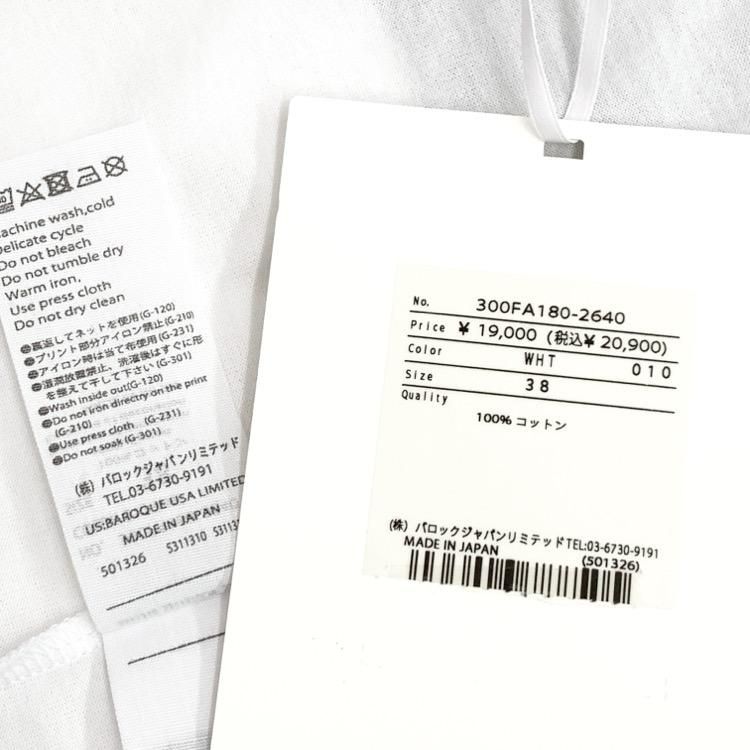 achine wash,cold
elicate cycle
Do not bleach
Do not tumble dry
Warm iron,
Use press cloth
Do not dry clean
●裏返してネットを使用(G-120)
●プリント部分アイロン禁止(G-210)
●アイロン時は当て布使用(G-231)
●湿潤放置禁止、洗濯後はすぐに形
を整えて干して下さい(G-301)
●Wash inside out(G-120)
●Do not iron directry on the print
(G-210)
●Use press cloth (G-231)
●Do not soak(G-301)
(株) バロックジャパンリミテッド
TEL.03-6730-9191
US:BAROQUE USA LIMITED
MADE IN JAPAN
501326 5311310 53113
No. 300FA180-2640
Price ¥ 19,000 (税込¥ 20,900)
Color WHT 010
Size 38
Quality
100% コットン
(株) バロックジャパンリミテッドTEL:03-6730-9191
MADE IN JAPAN (501326)